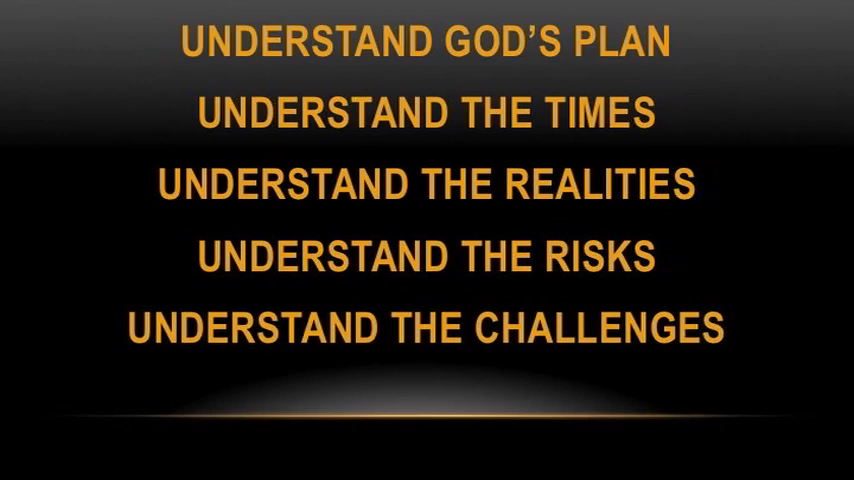 UNDERSTAND GOD’S PLAN
UNDERSTAND THE TIMES
UNDERSTAND THE REALITIES
UNDERSTAND THE RISKS
UNDERSTAND THE CHALLENGES